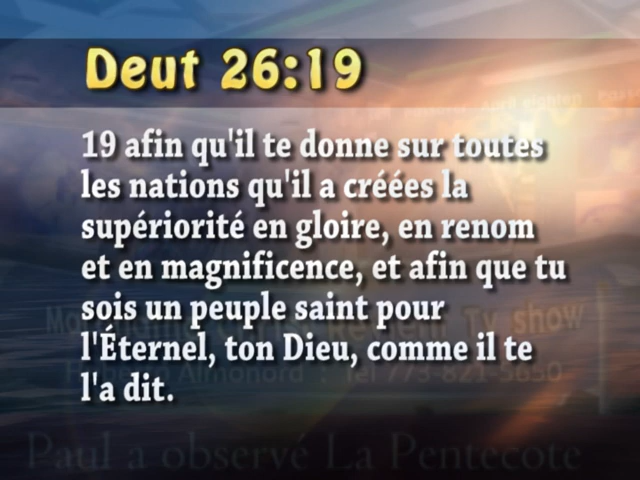 Deut 26:19
19 afin qu'il te donne sur toutes
les nations qu'il a créées la
supériorité en gloire, en renom
et en magnificence, et afin que tu
sois un peuple saint pour
l'Éternel, ton Dieu, comme il te
l'a dit.
Tv show
Paul a observé La Pentecote